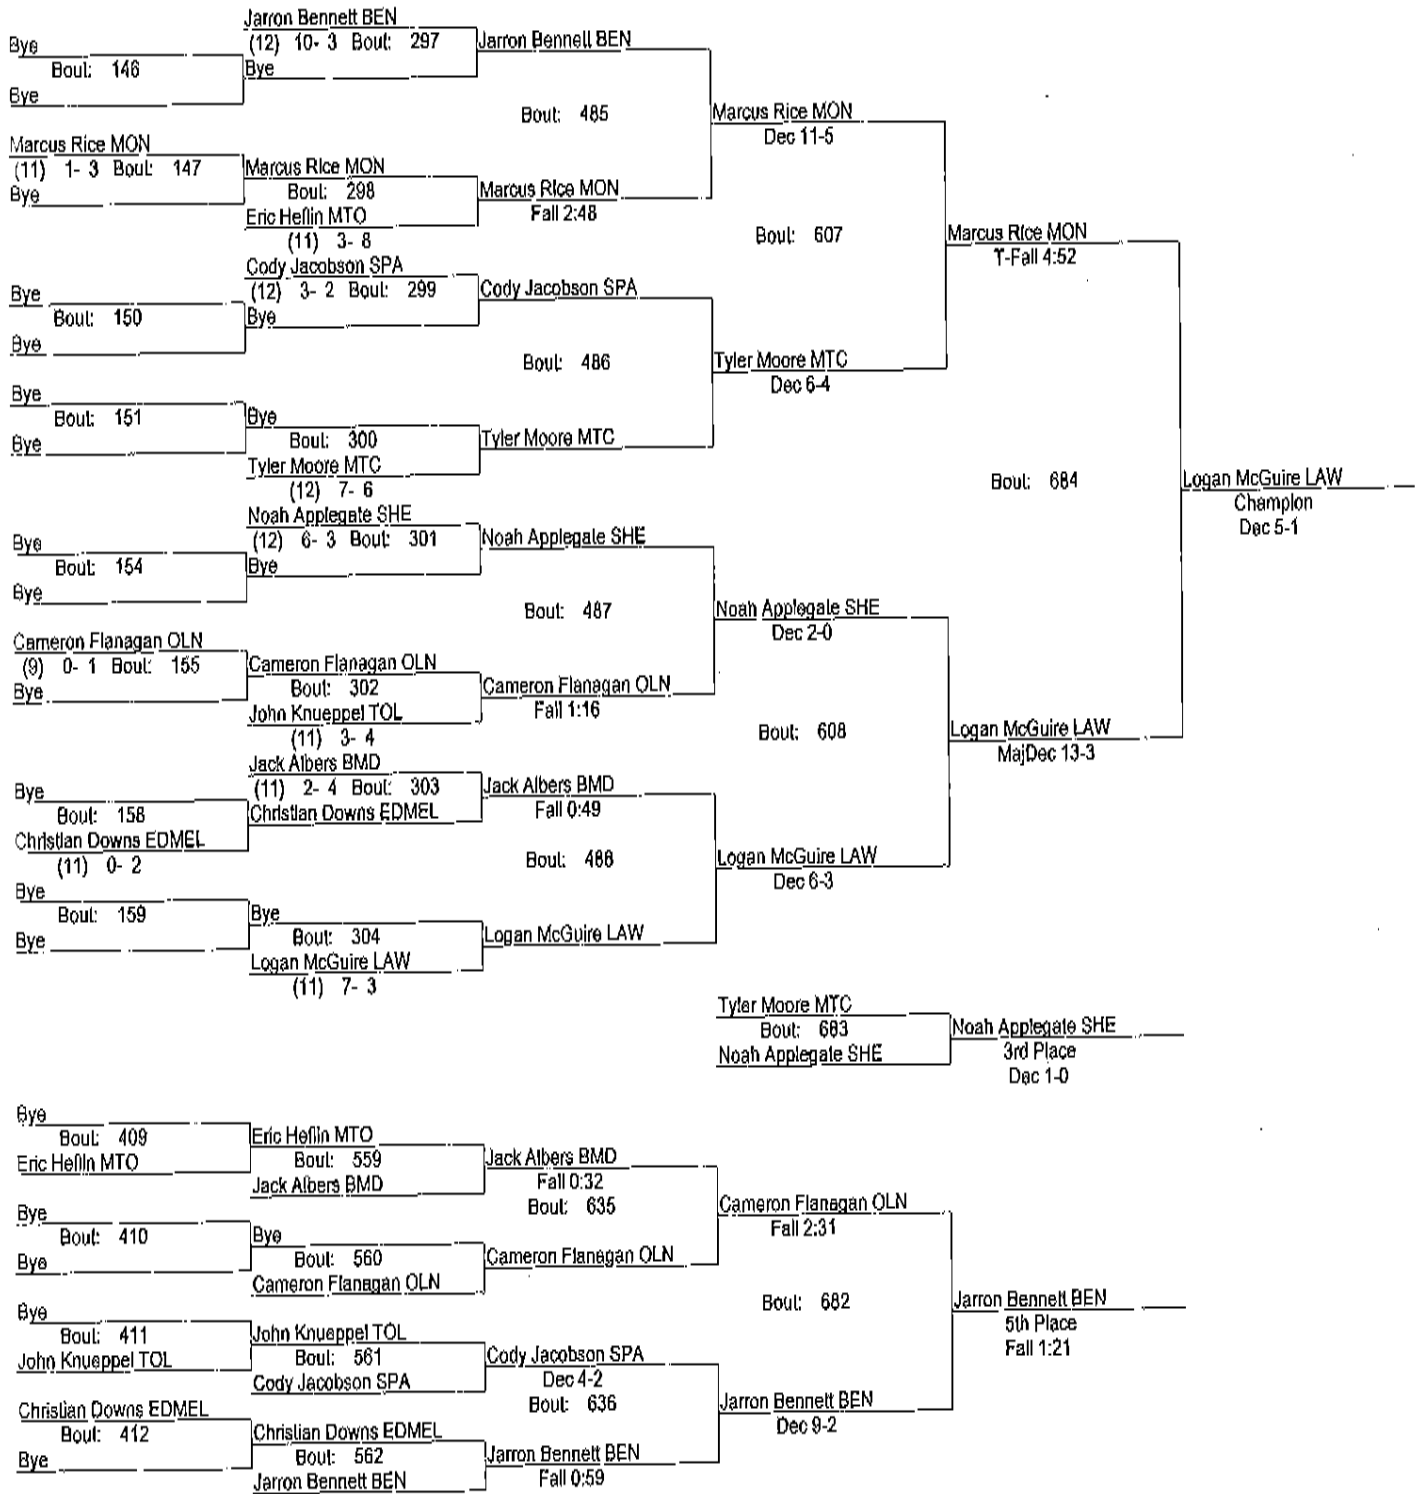 Jarron Bennett BEN
Bye
(12) 10- 3 Bout: 297
Jarron Bennett BEN
Bout: 146
Bye
Bye
Bout: 485
Marcus Rice MON
Dec 11-5
Marcus Rice MON
(11) 1- 3 Bout: 147
Marcus Rice MON
Bye
Bout: 298
Marcus Rice MON
Eric Heflin MTO
Fall 2:48
(11) 3- 8
Bout: 607
Marcus Rice MON
T-Fall 4:52
Cody Jacobson SPA
Bye
(12) 3- 2 Bout: 299
Cody Jacobson SPA
Bout: 150
Bye
Bye
Bout: 486
Tyler Moore MTC
Dec 6-4
Bye
Bout: 151
Bye
Bye
Bout: 300
Tyler Moore MTC
Tyler Moore MTC
(12) 7- 6
Bout: 684
Logan McGuire LAW
Champion
Dec 5-1
Noah Applegate SHE
Bye
(12) 6- 3 Bout: 301
Noah Applegate SHE
Bout: 154
Bye
Bye
Bout: 487
Noah Applegate SHE
Dec 2-0
Cameron Flanagan OLN
(9) 0- 1 Bout: 155
Cameron Flanagan OLN
Bye
Bout: 302
Cameron Flanagan OLN
John Knueppel TOL
Fall 1:16
(11) 3- 4
Bout: 608
Logan McGuire LAW
MajDec 13-3
Jack Albers BMD
Bye
(11) 2- 4 Bout: 303
Jack Albers BMD
Bout: 158
Christian Downs EDMEL
Fall 0:49
Christian Downs EDMEL
(11) 0- 2
Bout: 488
Logan McGuire LAW
Dec 6-3
Bye
Bout: 159
Bye
Bye
Bout: 304
Logan McGuire LAW
Logan McGuire LAW
(11) 7- 3
Tyler Moore MTC
Bout: 683
Noah Applegate SHE
Noah Applegate SHE
3rd Place
Dec 1-0
Bye
Bout: 409
Eric Heflin MTO
Eric Heflin MTO
Bout: 559
Jack Albers BMD
Jack Albers BMD
Fall 0:32
Bout: 635
Bye
Cameron Flanagan OLN
Bout: 410
Bye
Fall 2:31
Bye
Bout: 560
Cameron Flanagan OLN
Cameron Flanagan OLN
Bye
Bout: 682
Jarron Bennett BEN
Bout: 411
John Knueppel TOL
5th Place
John Knueppel TOL
Bout: 561
Cody Jacobson SPA
Fall 1:21
Cody Jacobson SPA
Dec 4-2
Christian Downs EDMEL
Bout: 636
Jarron Bennett BEN
Bout: 412
Christian Downs EDMEL
Dec 9-2
Bye
Bout: 562
Jarron Bennett BEN
Jarron Bennett BEN
Fall 0:59